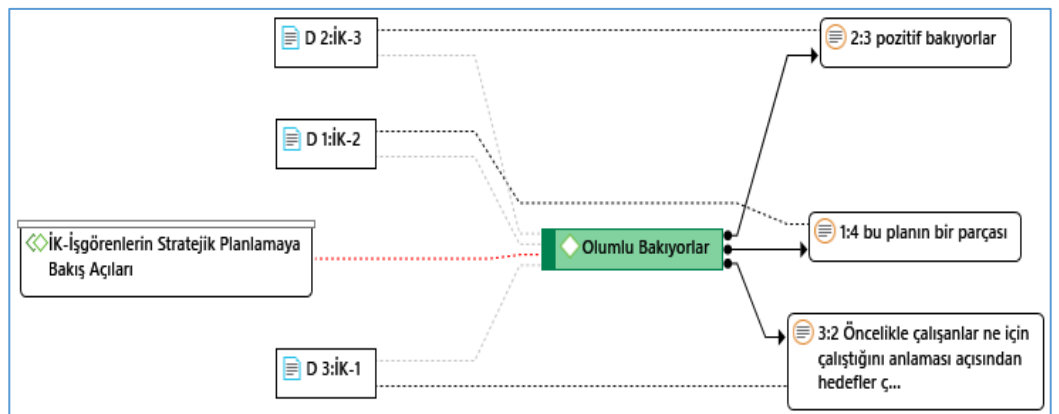 D 2:İK-3
2:3 pozitif bakıyorlar
D 1:İK-2
1:4 bu planın bir parçası
İK-İşgörenlerin Stratejik Planlamaya
Bakış Açıları
Olumlu Bakıyorlar
D 3:İK-1
3:2 Öncelikle çalışanlar ne için
çalıştığını anlaması açısından
hedefler ç...